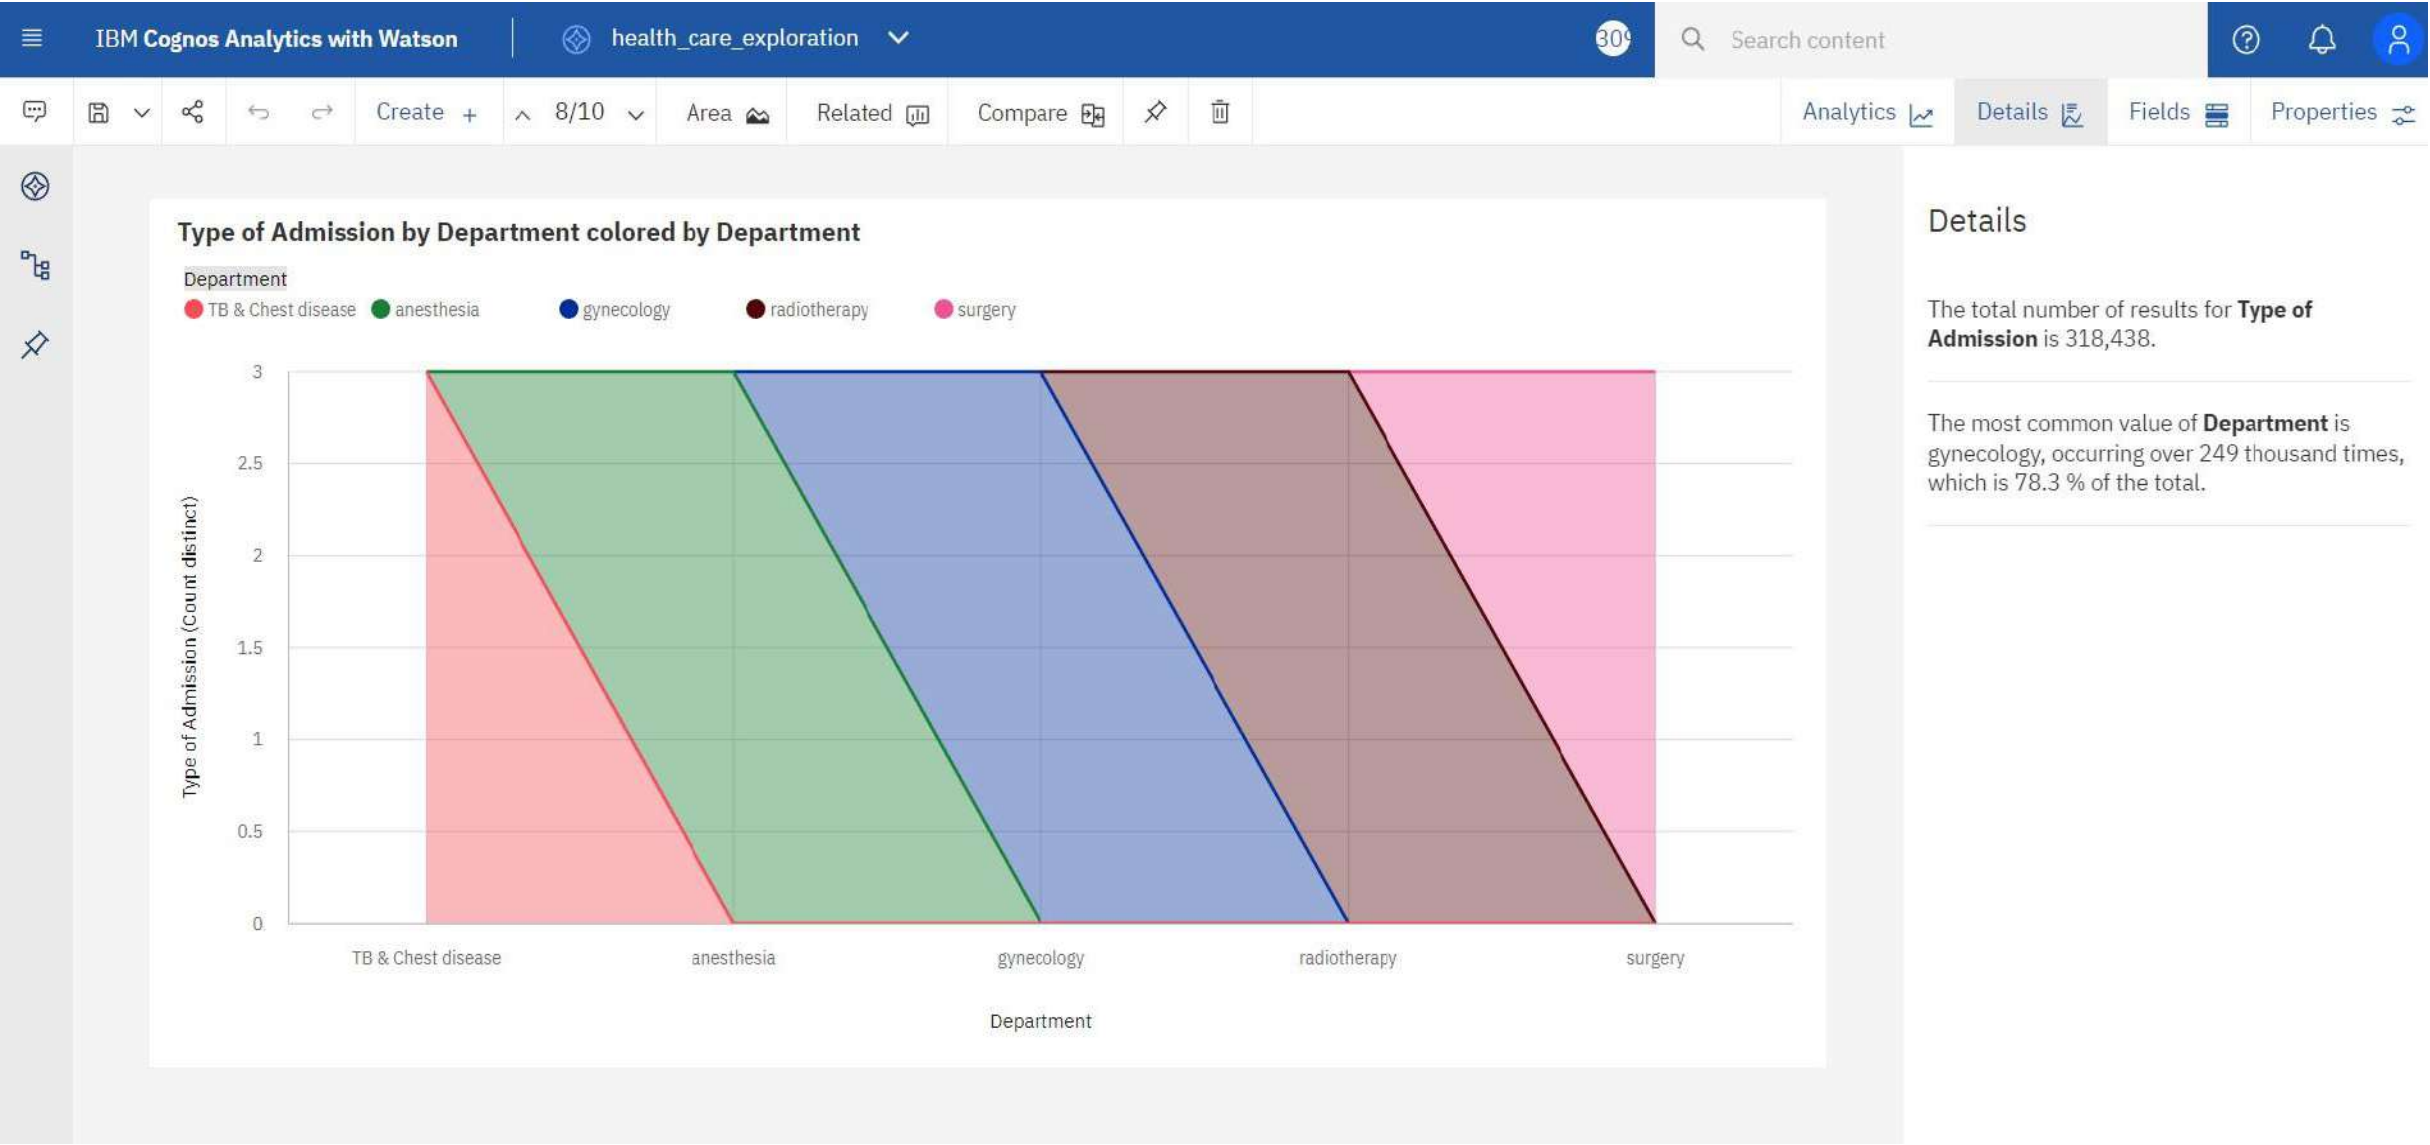 IBM Cognos Analytics with Watson
health_care_exploration
Search content
Create +
8/10
Area
Related
Compare
Analytics
Details
Fields
Properties
Type of Admission by Department colored by Department
Department
TB & Chest disease
anesthesia
gynecology
radiotherapy
surgery
3
2.5
2
1.5
1
0.5
0
Type of Admission (Count distinct)
TB & Chest disease
anesthesia
gynecology
radiotherapy
surgery
Department
Details
The total number of results for Type of
Admission is 318,438.
The most common value of Department is
gynecology, occurring over 249 thousand times,
which is 78.3 % of the total.